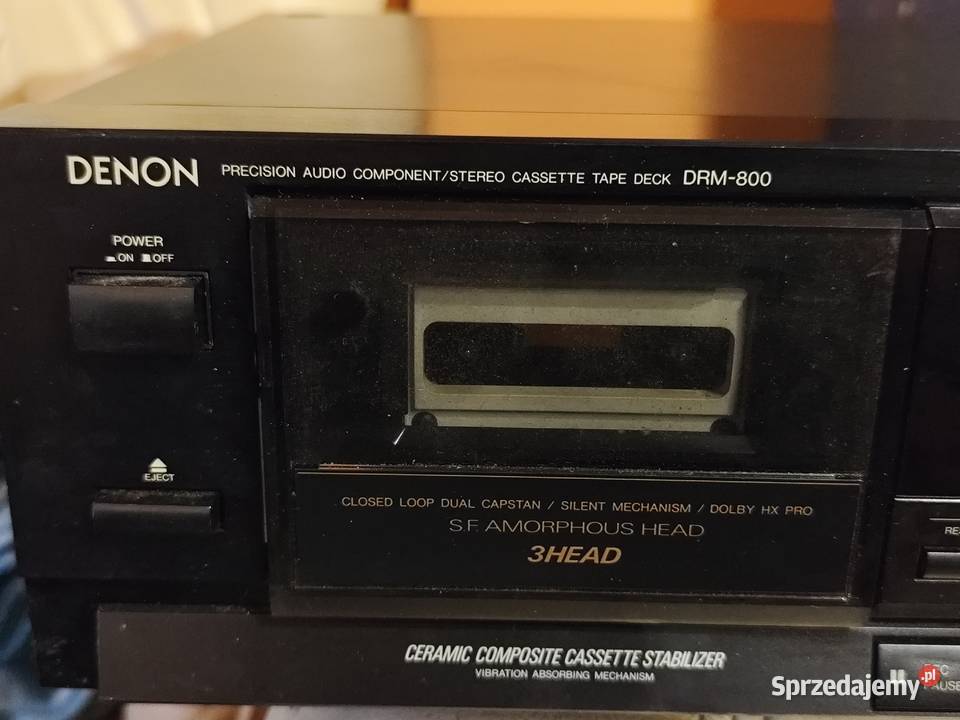 DENON PRECISION AUDIO COMPONENT/STEREO CASSETTE TAPE DECK DRM-800
POWER
ON OFF
EJECT
CLOSED LOOP DUAL CAPSTAN / SILENT MECHANISM / DOLBY HX PRO
S.F. AMORPHOUS HEAD
3HEAD
CERAMIC COMPOSITE CASSETTE STABILIZER
VIBRATION ABSORBING MECHANISM
Sprzedajemy .pl